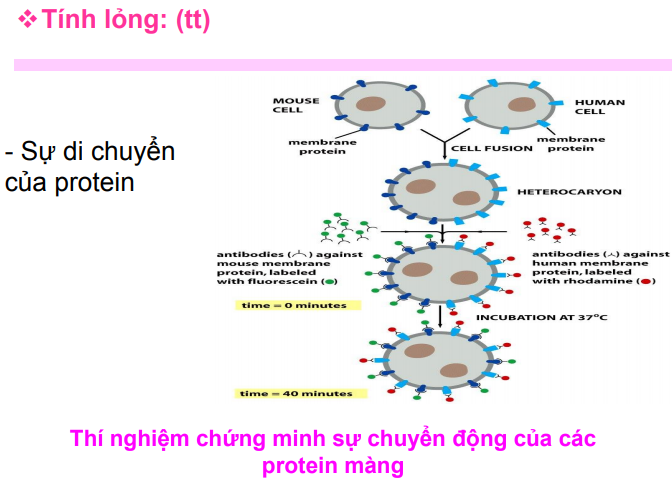 ❖ Tính lỏng: (tt)
- Sự di chuyển
của protein
MOUSE
CELL
HUMAN
CELL
membrane
protein
CELL FUSION
membrane
protein
HETEROCARYON
antibodies ( ) against
mouse membrane
protein, labeled
with fluorescein (●)
antibodies ( ) against
human membrane
protein, labeled
with rhodamine (●)
time = 0 minutes
INCUBATION AT 37°C
time = 40 minutes
Thí nghiệm chứng minh sự chuyển động của các
protein màng